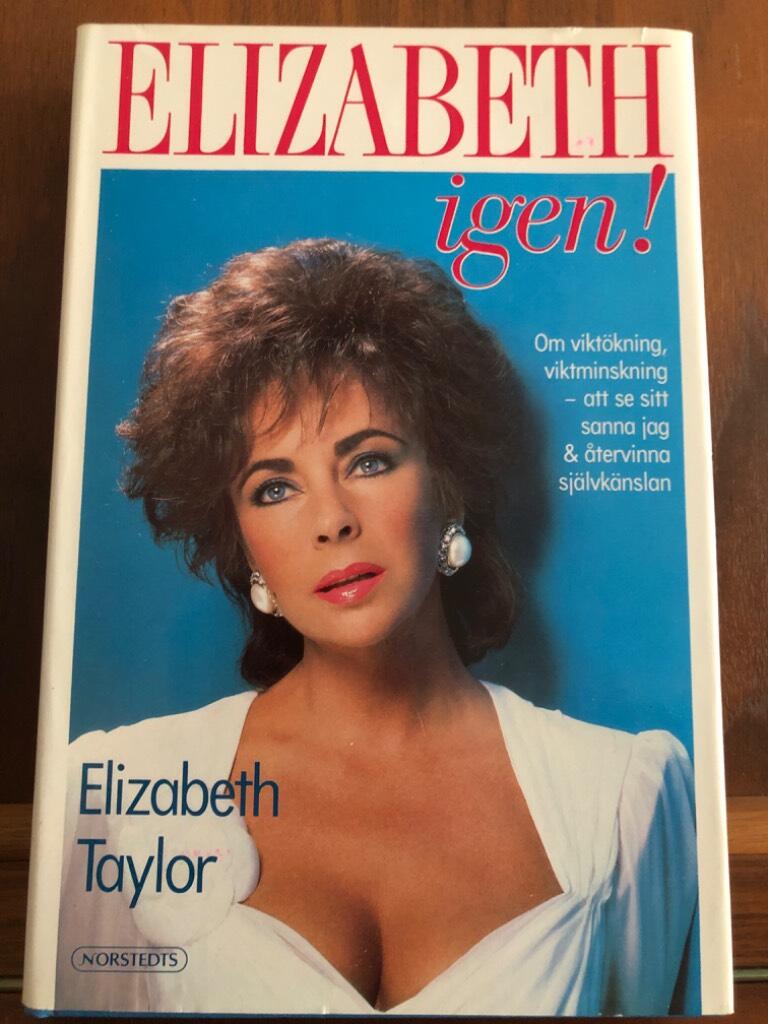 ELIZABETH
igen!
Om viktökning,
viktminskning
– att se sitt
sanna jag
& återvinna
självkänslan
Elizabeth
Taylor
NORSTEDTS